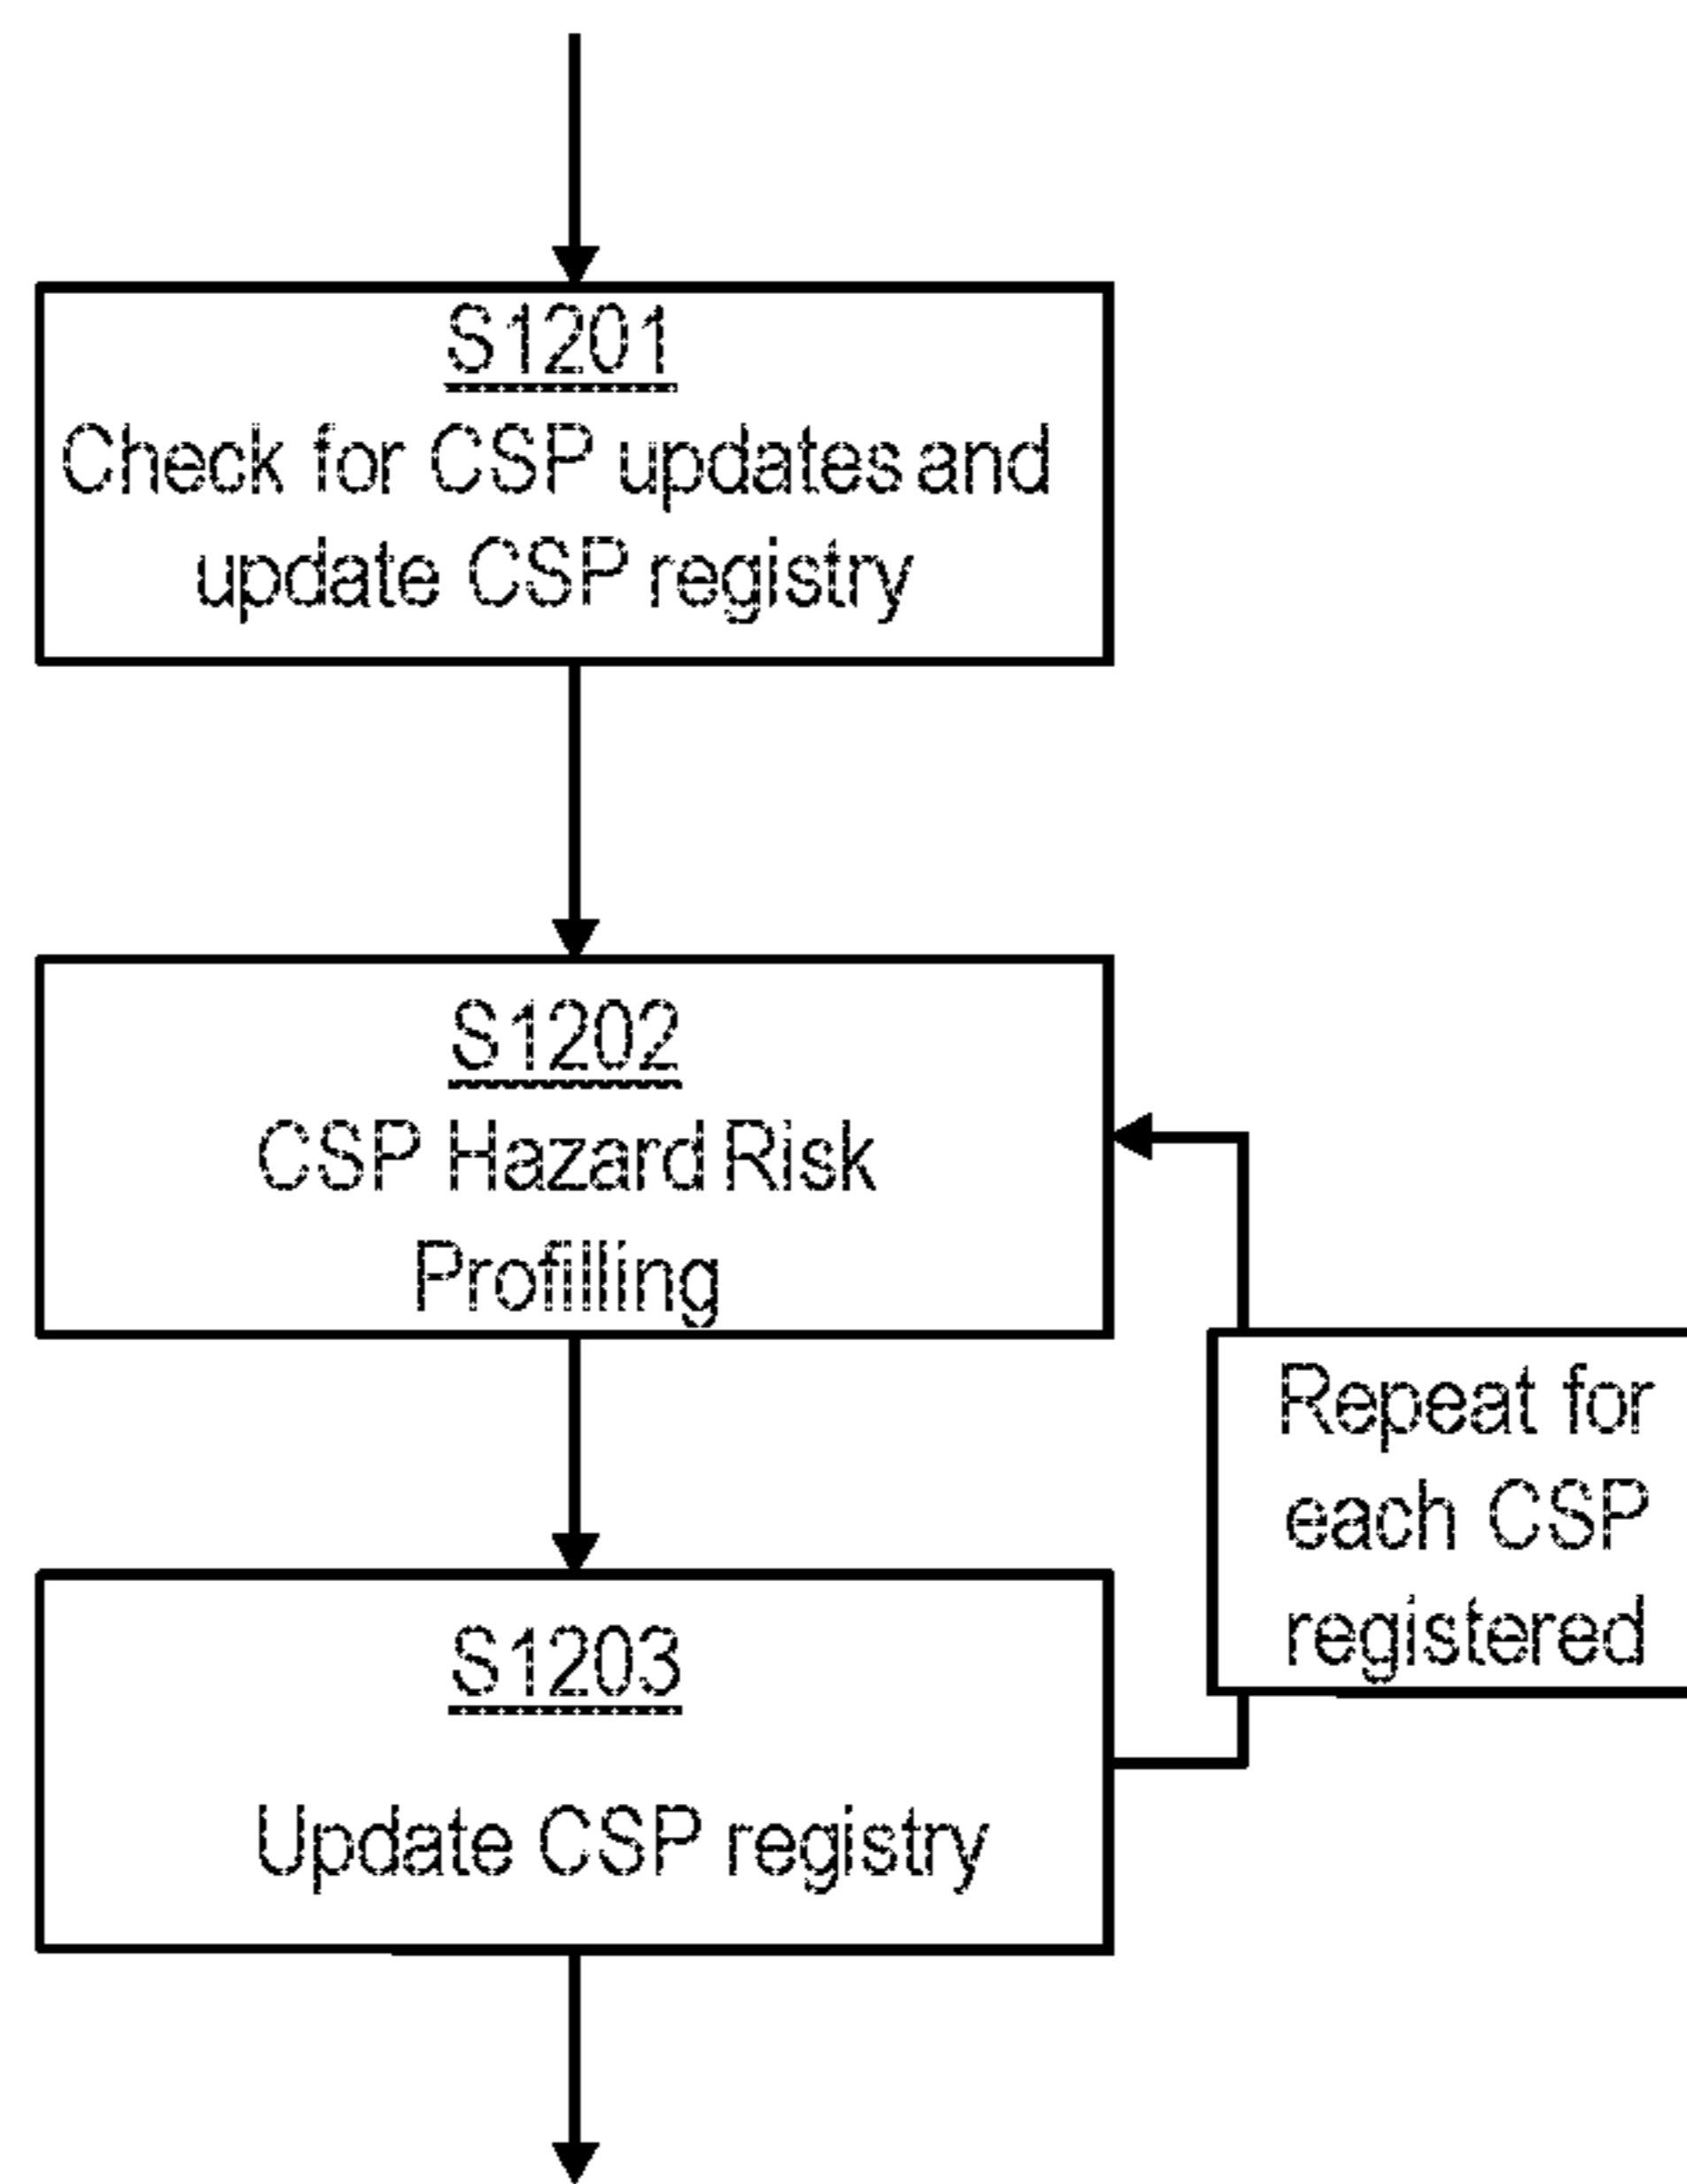 S1201
Check for CSP updates and
update CSP registry
S1202
CSP Hazard Risk
Profilling
Repeat for
each CSP
registered
S1203
Update CSP registry